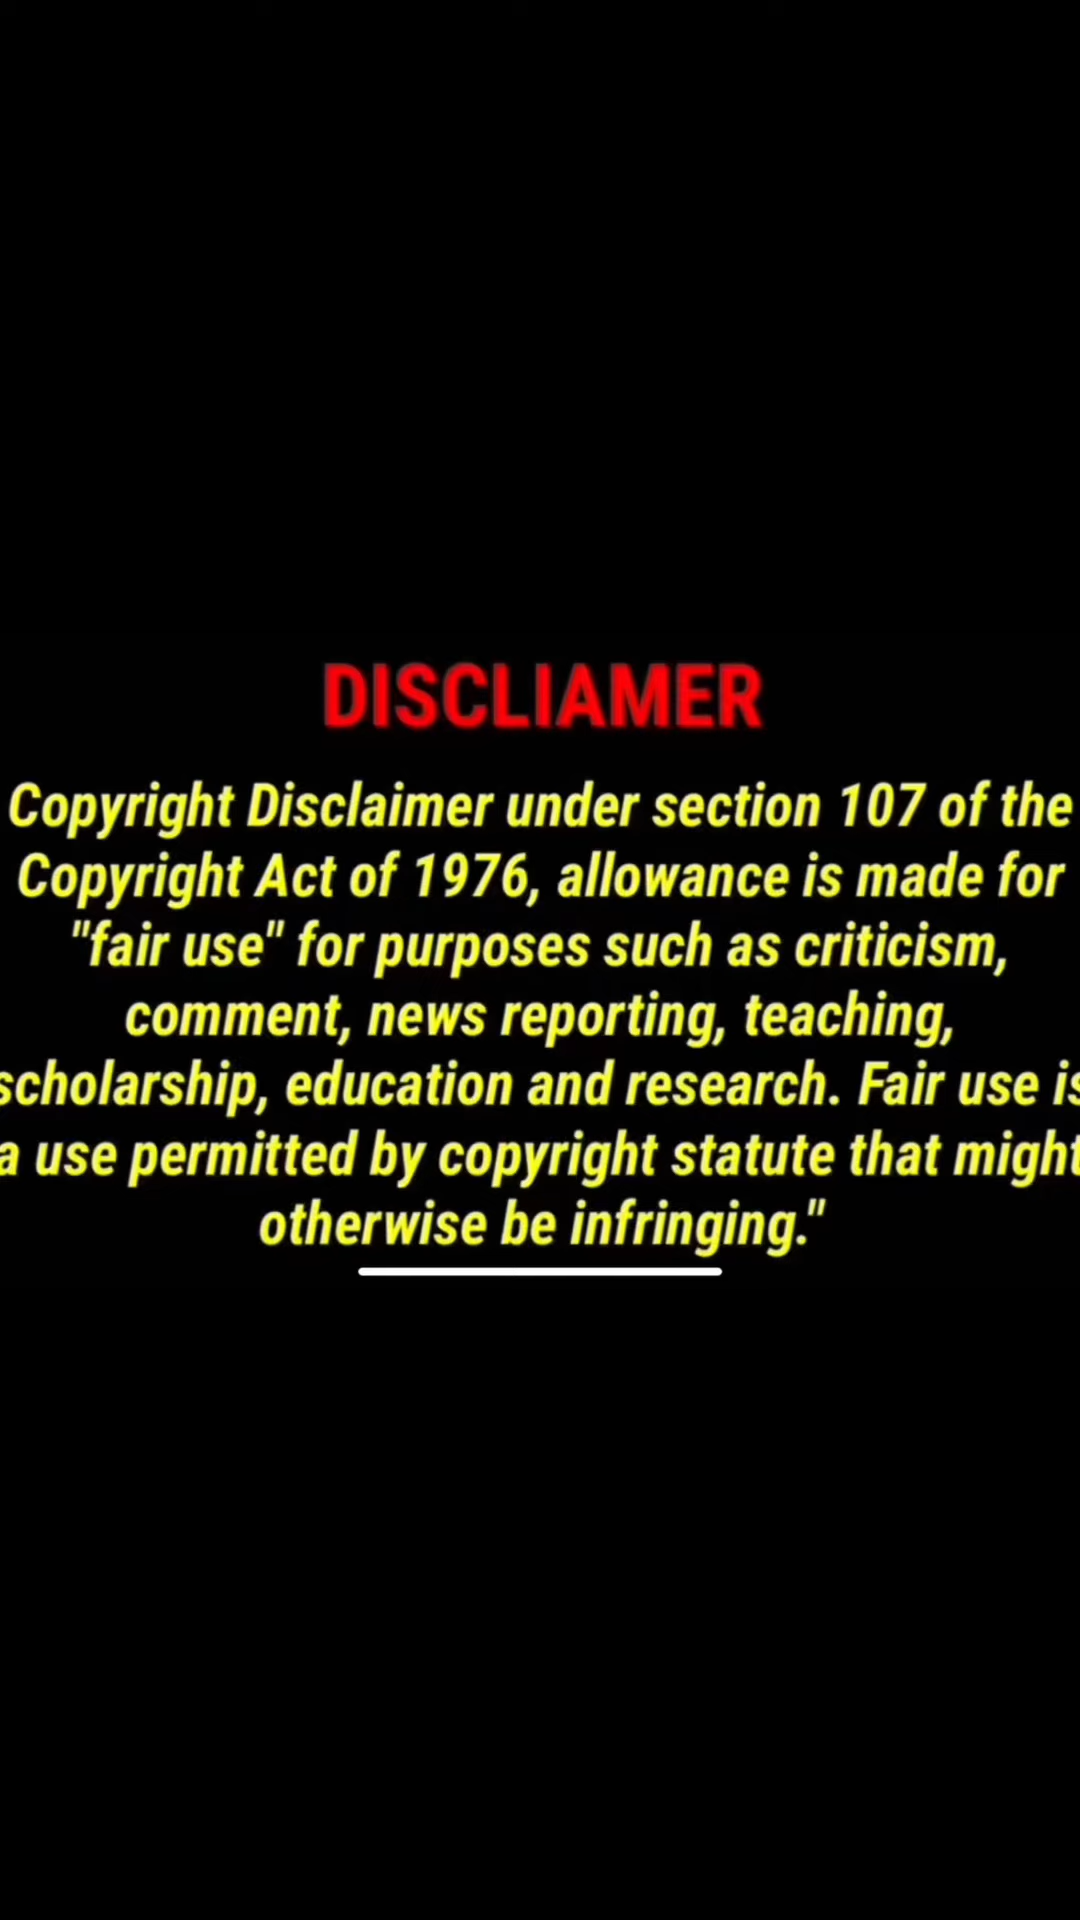 DISCLIAMER
Copyright Disclaimer under section 107 of the
Copyright Act of 1976, allowance is made for
"fair use" for purposes such as criticism,
comment, news reporting, teaching,
scholarship, education and research. Fair use is
a use permitted by copyright statute that might
otherwise be infringing."